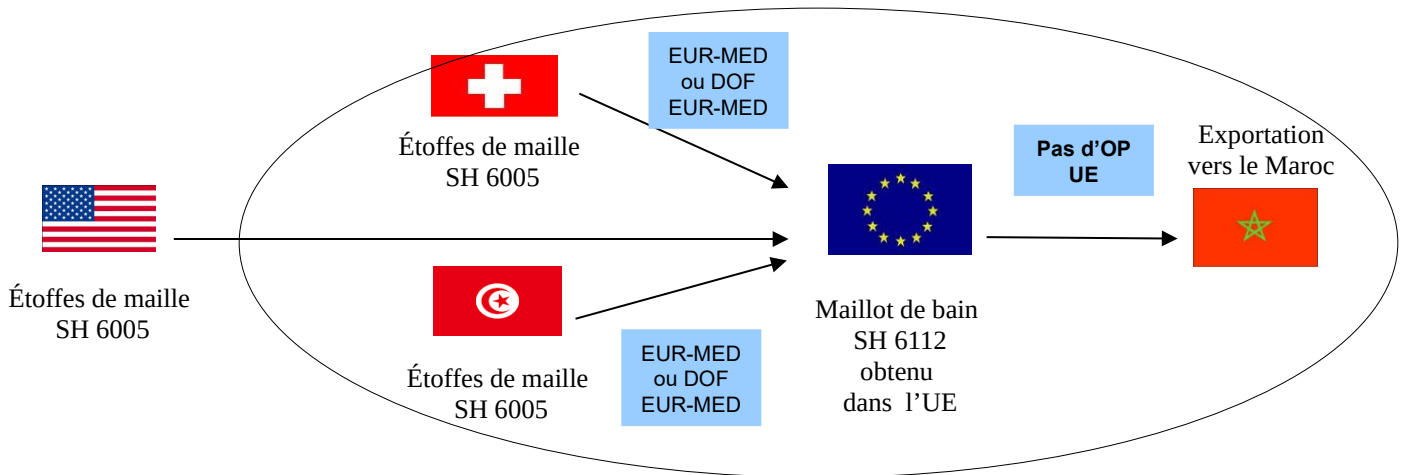 EUR-MED
ou DOF
EUR-MED
Étoffes de maille
SH 6005
Pas d’OP
UE
Exportation
vers le Maroc
Étoffes de maille
SH 6005
Étoffes de maille
SH 6005
EUR-MED
ou DOF
EUR-MED
Maillot de bain
SH 6112
obtenu
dans l’UE